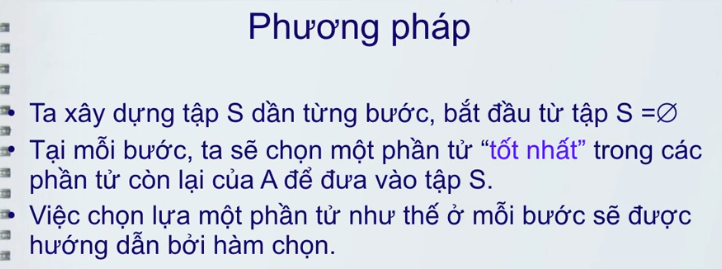 Phương pháp
• Ta xây dựng tập S dần từng bước, bắt đầu từ tập S =∅
• Tại mỗi bước, ta sẽ chọn một phần tử “tốt nhất” trong các
phần tử còn lại của A để đưa vào tập S.
• Việc chọn lựa một phần tử như thế ở mỗi bước sẽ được
hướng dẫn bởi hàm chọn.